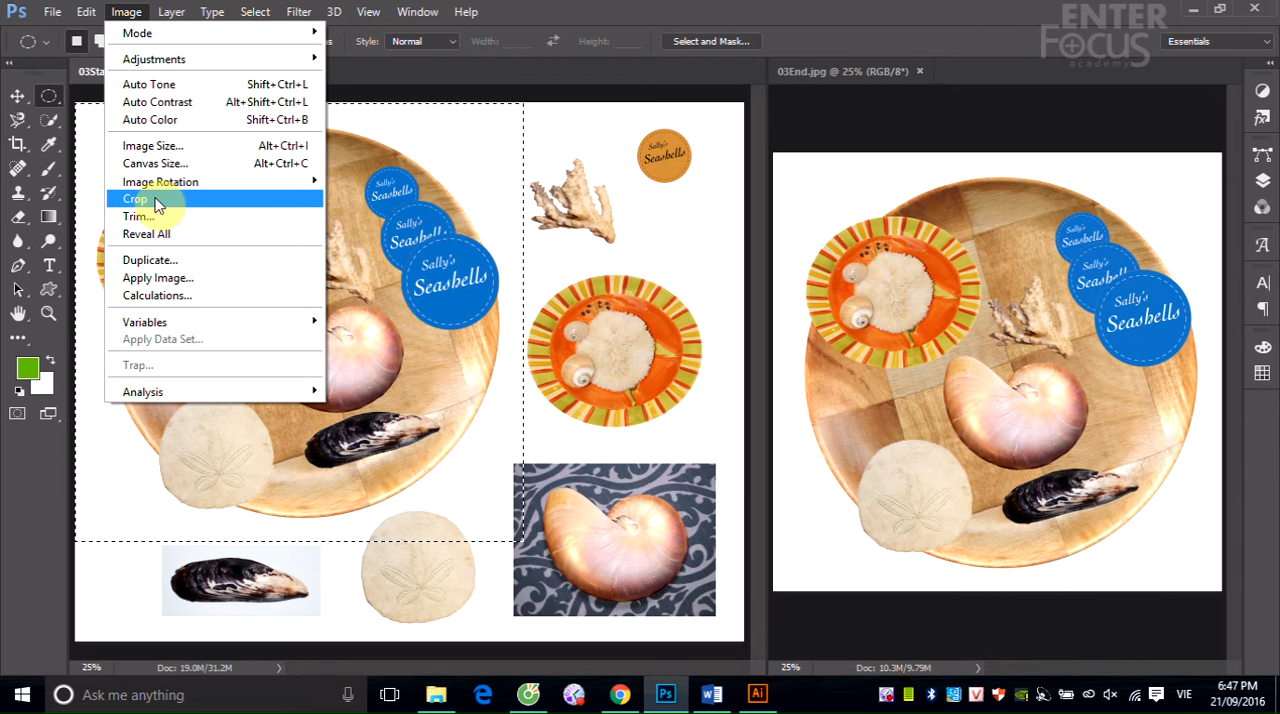 Ps File Edit Image Layer Type Select Filter 3D View Window Help
ENTER
FOCUS
academy
Style: Normal Width: Height: Select and Mask... Essentials
03Sta
03End.jpg @ 25% (RGB/8*) ×
Mode
Adjustments
Auto Tone Shift+Ctrl+L
Auto Contrast Alt+Shift+Ctrl+L
Auto Color Shift+Ctrl+B
Image Size... Alt+Ctrl+I
Canvas Size... Alt+Ctrl+C
Image Rotation
Crop
Trim...
Reveal All
Duplicate...
Apply Image...
Calculations...
Variables
Apply Data Set...
Trap...
Analysis
Sally's
Seashells
Sally's
Seashells
Sally's
Seashells
Sally's
Seashells
Sally's
Seashells
Sally's
Seashells
Sally's
Seashells
25% Doc: 19.0M/31.2M
25% Doc: 10.3M/9.79M
Ask me anything
Ps
Ai
VIE
6:47 PM
21/09/2016